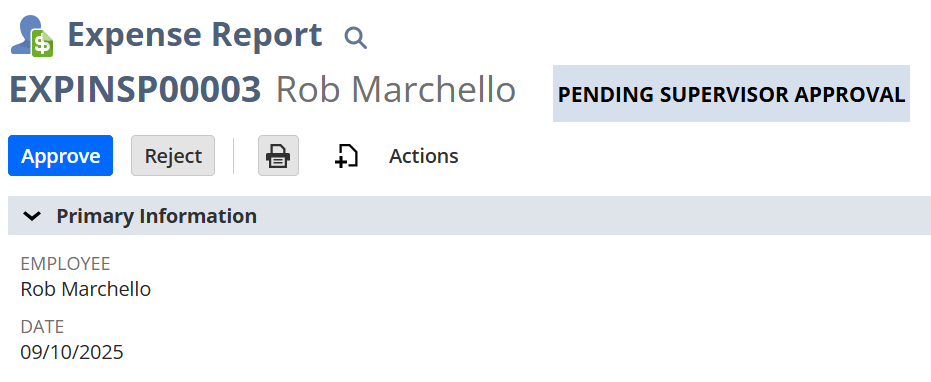 Expense Report
EXPINSP00003 Rob Marchello PENDING SUPERVISOR APPROVAL
Approve Reject Actions
Primary Information
EMPLOYEE
Rob Marchello
DATE
09/10/2025